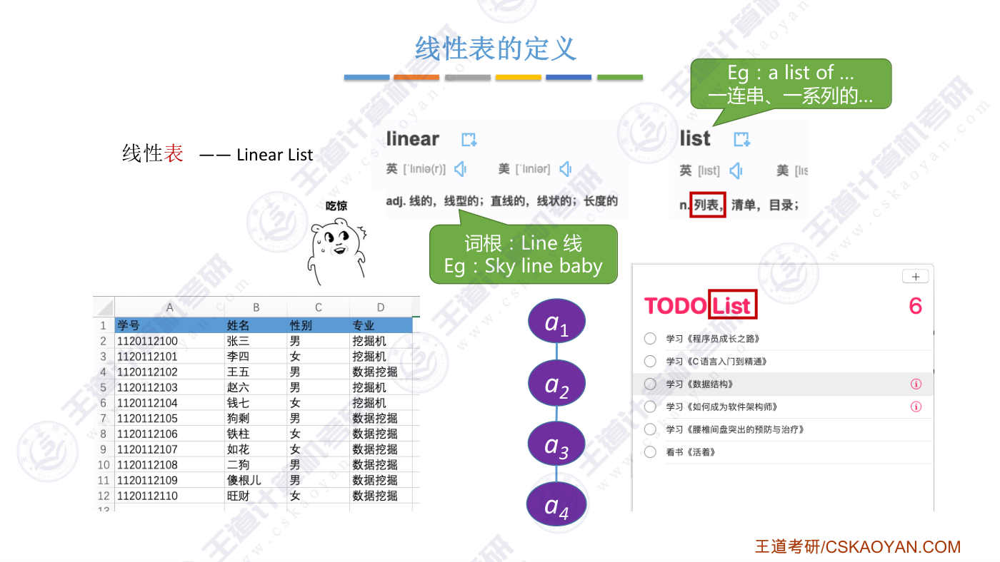 线性表的定义
Eg：a list of …
一连串、一系列的…
线性表 —— Linear List
linear
英 [ˈlɪniə(r)] 美 [ˈlɪniər]
adj. 线的，线型的；直线的，线状的；长度的
list
英 [lɪst] 美 [lɪs
n. 列表，清单，目录；
词根：Line 线
Eg：Sky line baby
吃惊
A B C D
1 学号 姓名 性别 专业
2 1120112100 张三 男 挖掘机
3 1120112101 李四 女 挖掘机
4 1120112102 王五 男 数据挖掘
5 1120112103 赵六 男 挖掘机
6 1120112104 钱七 女 挖掘机
7 1120112105 狗剩 男 数据挖掘
8 1120112106 铁柱 女 数据挖掘
9 1120112107 如花 女 数据挖掘
10 1120112108 二狗 男 数据挖掘
11 1120112109 傻根儿 男 数据挖掘
12 1120112110 旺财 女 数据挖掘
13
a1
a2
a3
a4
TODO List 6
学习《程序员成长之路》
学习《C语言入门到精通》
学习《数据结构》
学习《如何成为软件架构师》
学习《腰椎间盘突出的预防与治疗》
看书《活着》
王道考研/CSKAOYAN.COM
王道计算机考研
www.cskaoyan.com